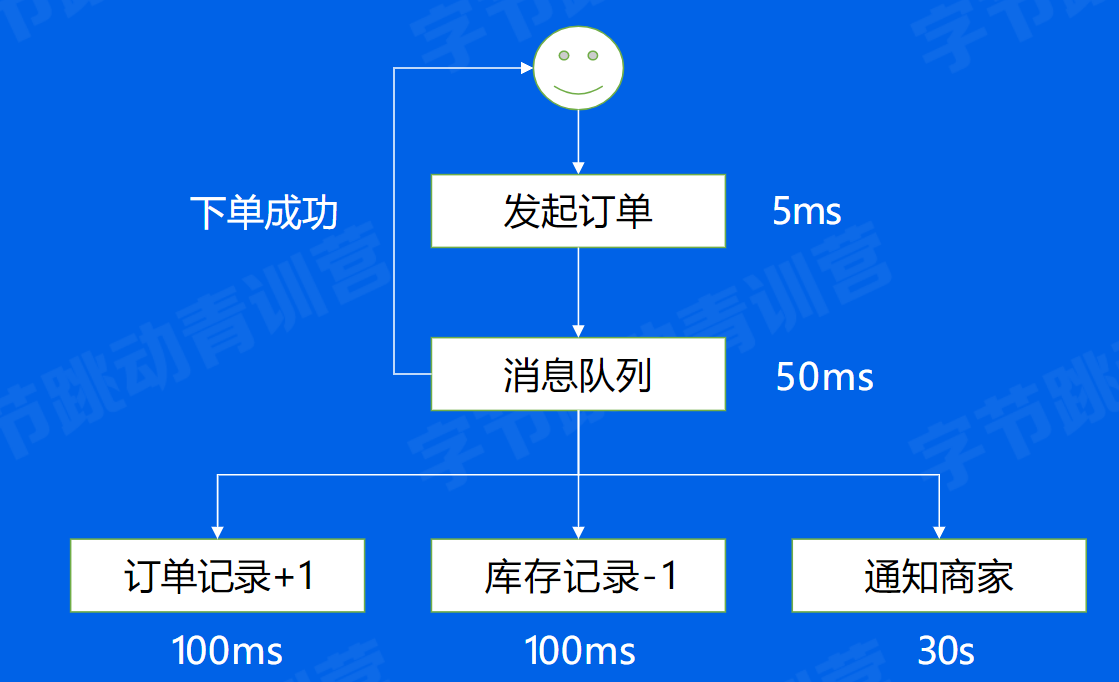 下单成功
发起订单
5ms
消息队列
50ms
订单记录+1
库存记录-1
通知商家
100ms
100ms
30s
字节跳动青训营